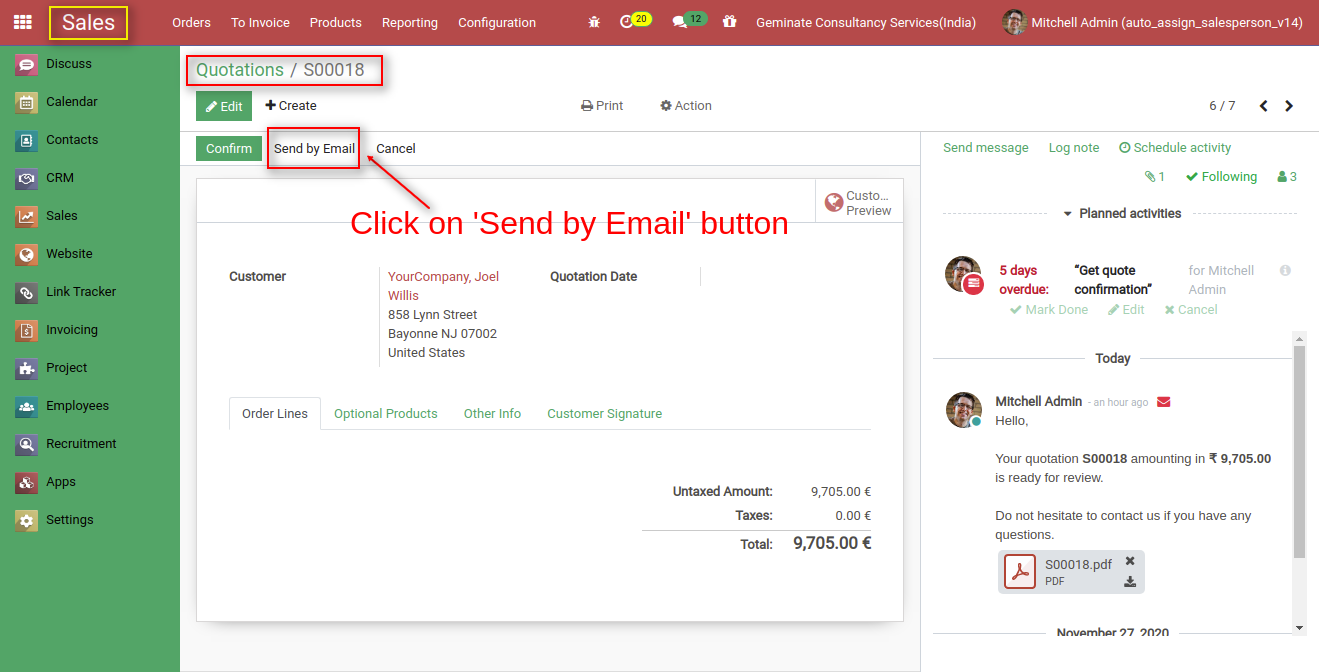 Sales
Orders
To Invoice
Products
Reporting
Configuration
20
12
Geminate Consultancy Services(India)
Mitchell Admin (auto_assign_salesperson_v14)
Discuss
Calendar
Contacts
CRM
Sales
Website
Link Tracker
Invoicing
Project
Employees
Recruitment
Apps
Settings
Quotations / S00018
Edit
Create
Print
Action
6 / 7
Confirm
Send by Email
Cancel
Custo...
Preview
Click on 'Send by Email' button
Customer
YourCompany, Joel
Willis
858 Lynn Street
Bayonne NJ 07002
United States
Quotation Date
Order Lines
Optional Products
Other Info
Customer Signature
Untaxed Amount: 9,705.00 €
Taxes: 0.00 €
Total: 9,705.00 €
Send message
Log note
Schedule activity
1
Following
3
Planned activities
5 days
overdue:
“Get quote
confirmation”
for Mitchell
Admin
Mark Done
Edit
Cancel
Today
Mitchell Admin - an hour ago
Hello,
Your quotation S00018 amounting in ₹ 9,705.00
is ready for review.
Do not hesitate to contact us if you have any
questions.
S00018.pdf
PDF
November 27, 2020